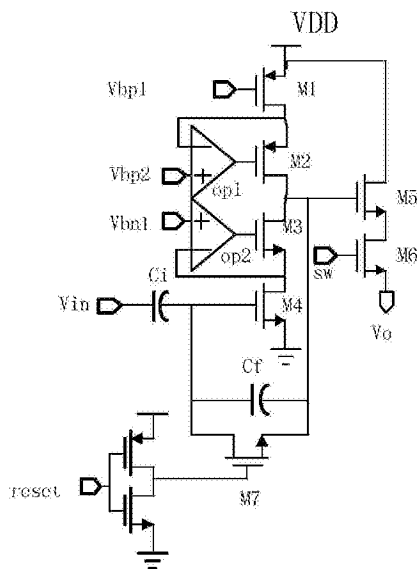 VDD
Vbp1
M1
M2
Vbp2
+
op1
M5
Vbn1
+
M3
op2
M6
sw
Ci
Vin
M4
Vo
Cf
reset
M7